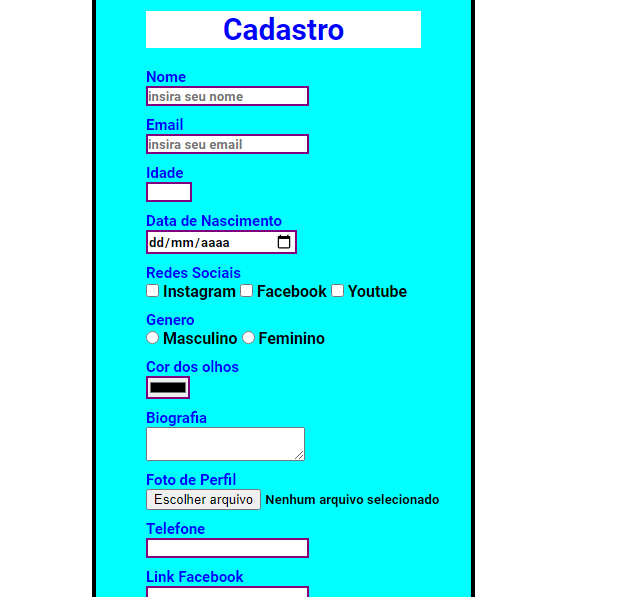 Cadastro
Nome
insira seu nome
Email
insira seu email
Idade
Data de Nascimento
dd/mm/aaaa
Redes Sociais
Instagram Facebook Youtube
Genero
Masculino Feminino
Cor dos olhos
Biografia
Foto de Perfil
Escolher arquivo Nenhum arquivo selecionado
Telefone
Link Facebook